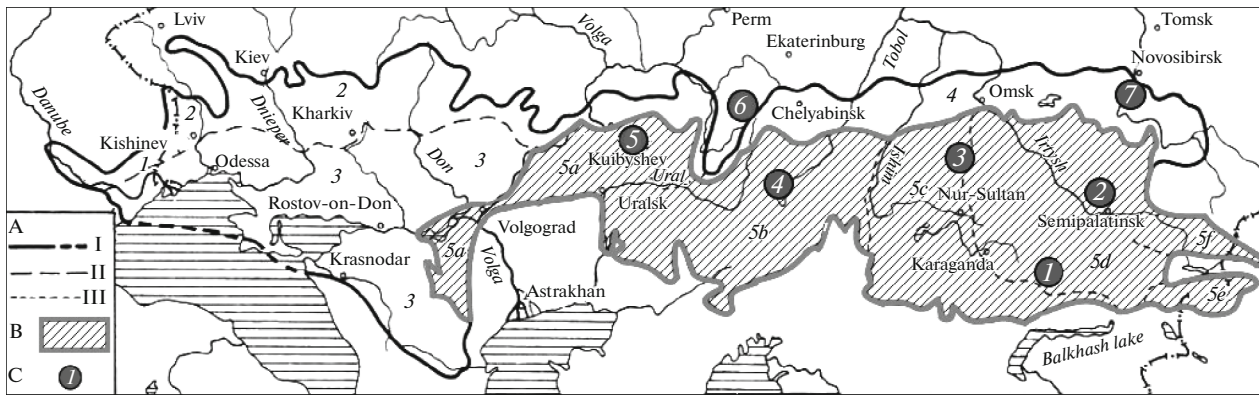 Lviv
Volga
Perm
Tomsk
Kiev
Ekaterinburg
Tobol
Novosibirsk
2
Danube
Dnieper
Kharkiv
6
Chelyabinsk
4
Omsk
7
2
Kishinev
1
Odessa
Don
3
5a
5
Kuibyshev
Ural
4
Ishim
3
Irtysh
2
3
5c
Nur-Sultan
A
Rostov-on-Don
Uralsk
Semipalatinsk
I
5a
Volgograd
5b
5f
II
Krasnodar
Volga
Karaganda
1
5d
III
3
Astrakhan
5e
B
Balkhash lake
C
1